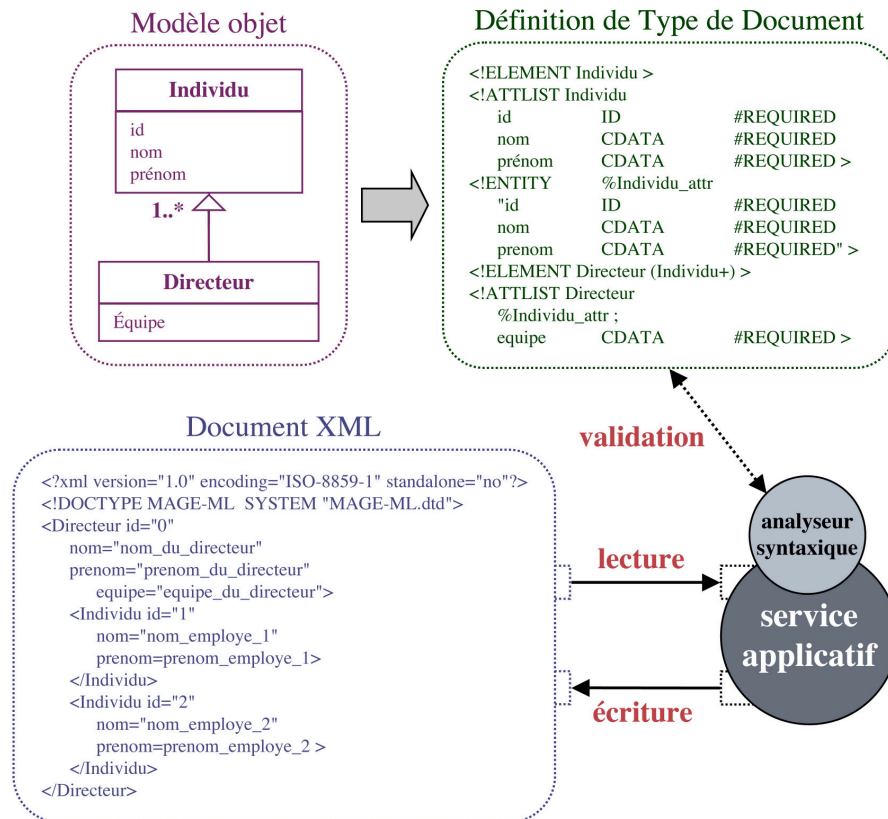 Modèle objet
Individu
id
nom
prénom
1..*
Directeur
Équipe
Définition de Type de Document
<!ELEMENT Individu >
<!ATTLIST Individu
id ID #REQUIRED
nom CDATA #REQUIRED
prénom CDATA #REQUIRED >
<!ENTITY %Individu_attr
"id ID #REQUIRED
nom CDATA #REQUIRED
prenom CDATA #REQUIRED" >
<!ELEMENT Directeur (Individu+) >
<!ATTLIST Directeur
%Individu_attr ;
equipe CDATA #REQUIRED >
Document XML
<?xml version="1.0" encoding="ISO-8859-1" standalone="no"?>
<!DOCTYPE MAGE-ML SYSTEM "MAGE-ML.dtd">
<Directeur id="0"
nom="nom_du_directeur"
prenom="prenom_du_directeur"
equipe="equipe_du_directeur">
<Individu id="1"
nom="nom_employe_1"
prenom=prenom_employe_1>
</Individu>
<Individu id="2"
nom="nom_employe_2"
prenom=prenom_employe_2 >
</Individu>
</Directeur>
validation
lecture
écriture
analyseur
syntaxique
service
applicatif